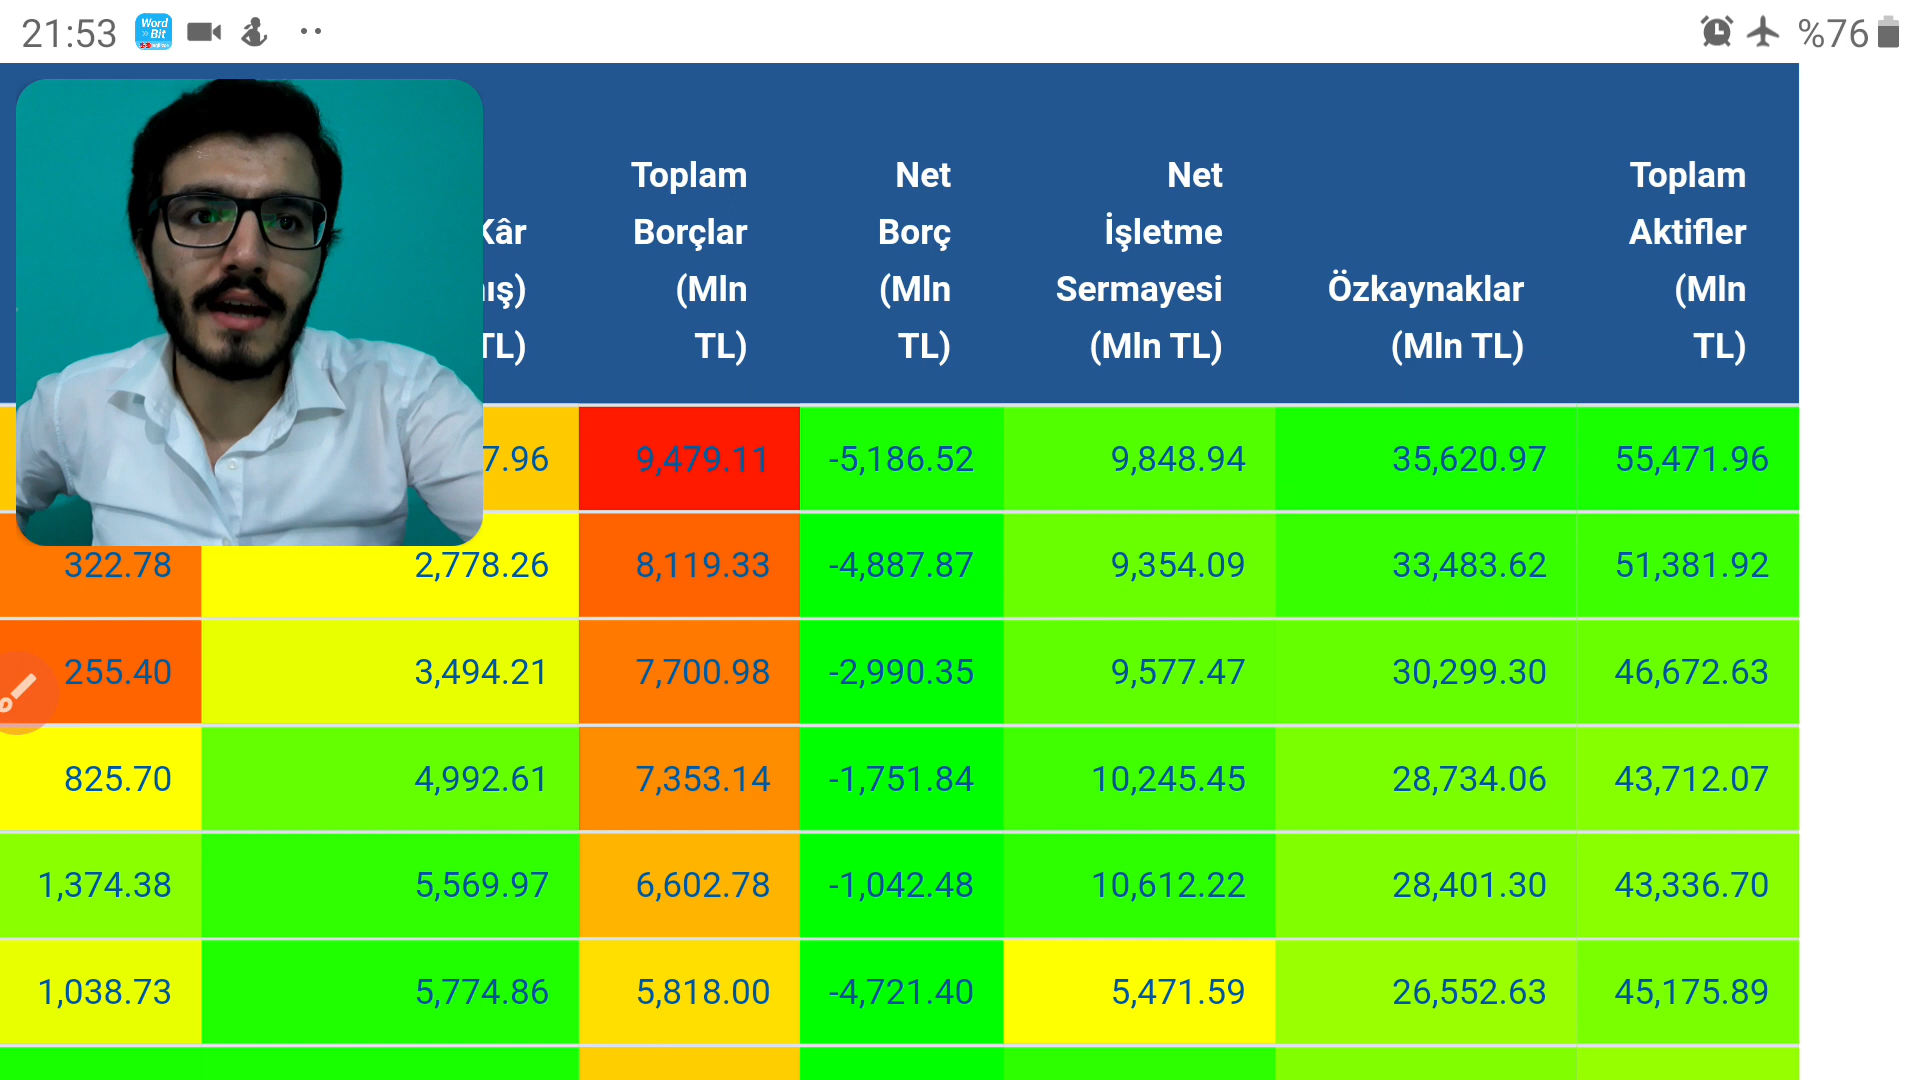 21:53
Word
Bit
%76
Kâr
TL)
Toplam
Borçlar
(Mln
TL)
Net
Borç
(Mln
TL)
Net
İşletme
Sermayesi
(Mln TL)
Özkaynaklar
(Mln TL)
Toplam
Aktifler
(Mln
TL)
7.96 9,479.11 -5,186.52 9,848.94 35,620.97 55,471.96
322.78 2,778.26 8,119.33 -4,887.87 9,354.09 33,483.62 51,381.92
255.40 3,494.21 7,700.98 -2,990.35 9,577.47 30,299.30 46,672.63
825.70 4,992.61 7,353.14 -1,751.84 10,245.45 28,734.06 43,712.07
1,374.38 5,569.97 6,602.78 -1,042.48 10,612.22 28,401.30 43,336.70
1,038.73 5,774.86 5,818.00 -4,721.40 5,471.59 26,552.63 45,175.89